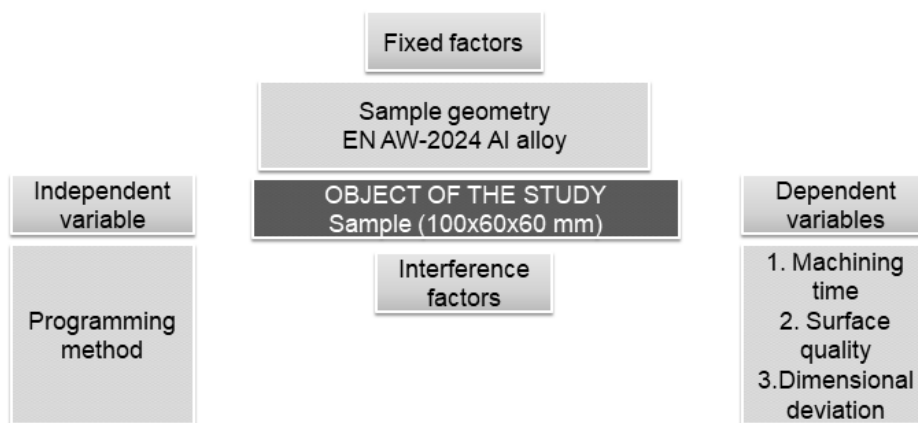 Fixed factors
Sample geometry
EN AW-2024 Al alloy
Independent
variable
OBJECT OF THE STUDY
Sample (100x60x60 mm)
Dependent
variables
Programming
method
Interference
factors
1. Machining
time
2. Surface
quality
3.Dimensional
deviation